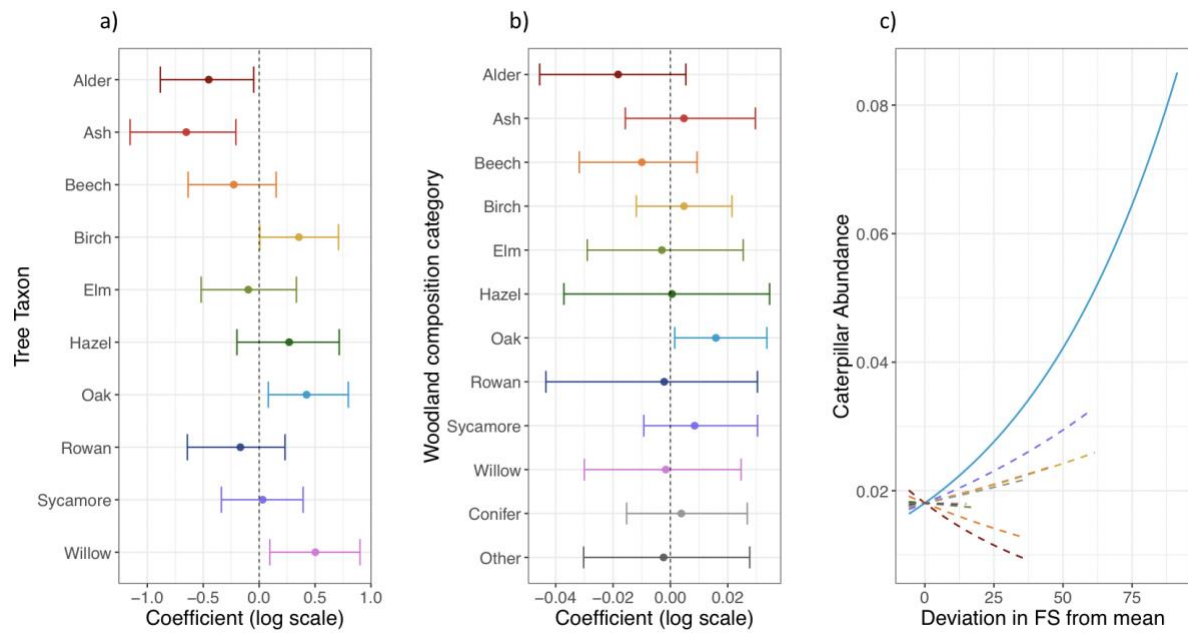 a)
Tree Taxon
Alder
Ash
Beech
Birch
Elm
Hazel
Oak
Rowan
Sycamore
Willow
−1.0 −0.5 0.0 0.5 1.0
Coefficient (log scale)
b)
Woodland composition category
Alder
Ash
Beech
Birch
Elm
Hazel
Oak
Rowan
Sycamore
Willow
Conifer
Other
−0.04 −0.02 0.00 0.02
Coefficient (log scale)
c)
Caterpillar Abundance
0.08
0.06
0.04
0.02
0 25 50 75
Deviation in FS from mean